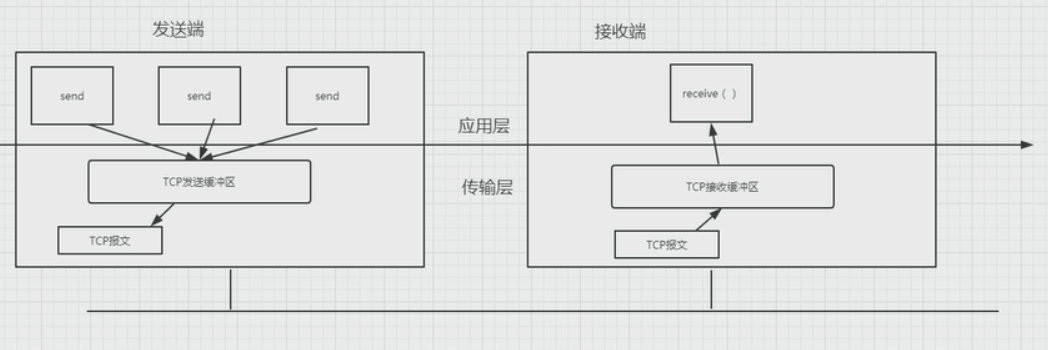 发送端
接收端
send
send
send
receive（ ）
应用层
TCP发送缓冲区
传输层
TCP接收缓冲区
TCP报文
TCP报文